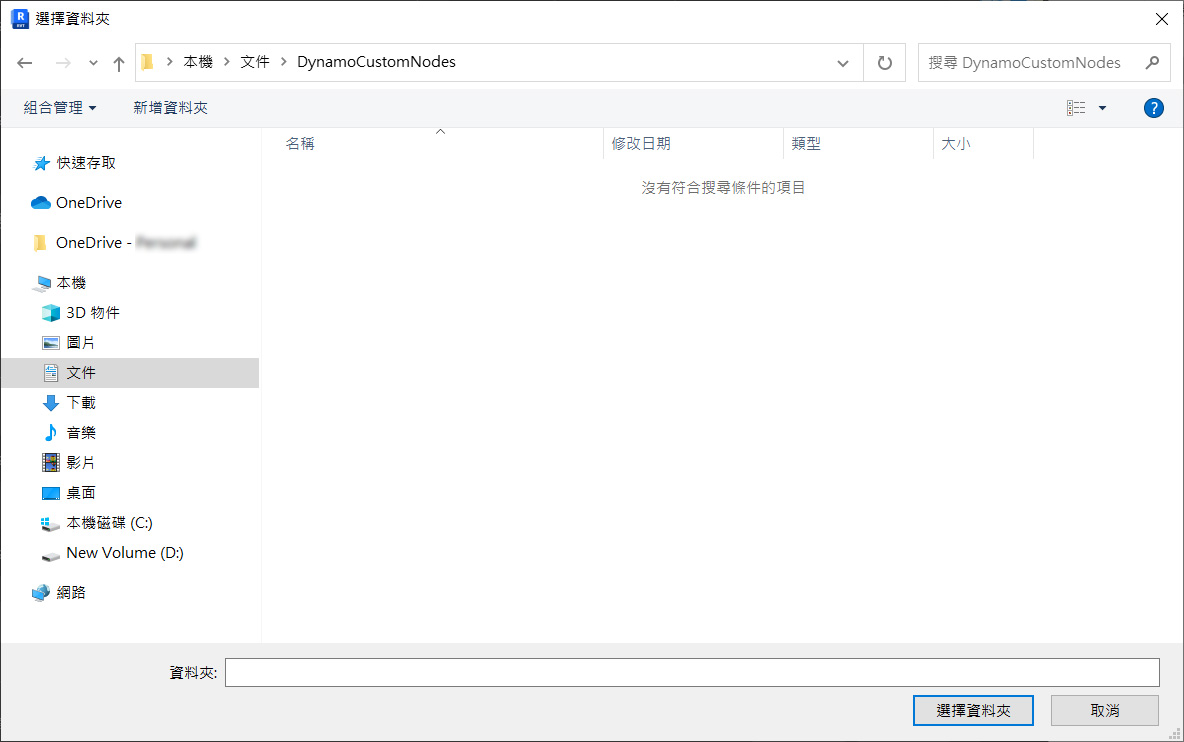 選擇資料夾
本機 文件 DynamoCustomNodes
搜尋 DynamoCustomNodes
組合管理 新增資料夾
名稱 修改日期 類型 大小
沒有符合搜尋條件的項目
快速存取
OneDrive
OneDrive -
本機
3D 物件
圖片
文件
下載
音樂
影片
桌面
本機磁碟 (C:)
New Volume (D:)
網路
資料夾:
選擇資料夾 取消